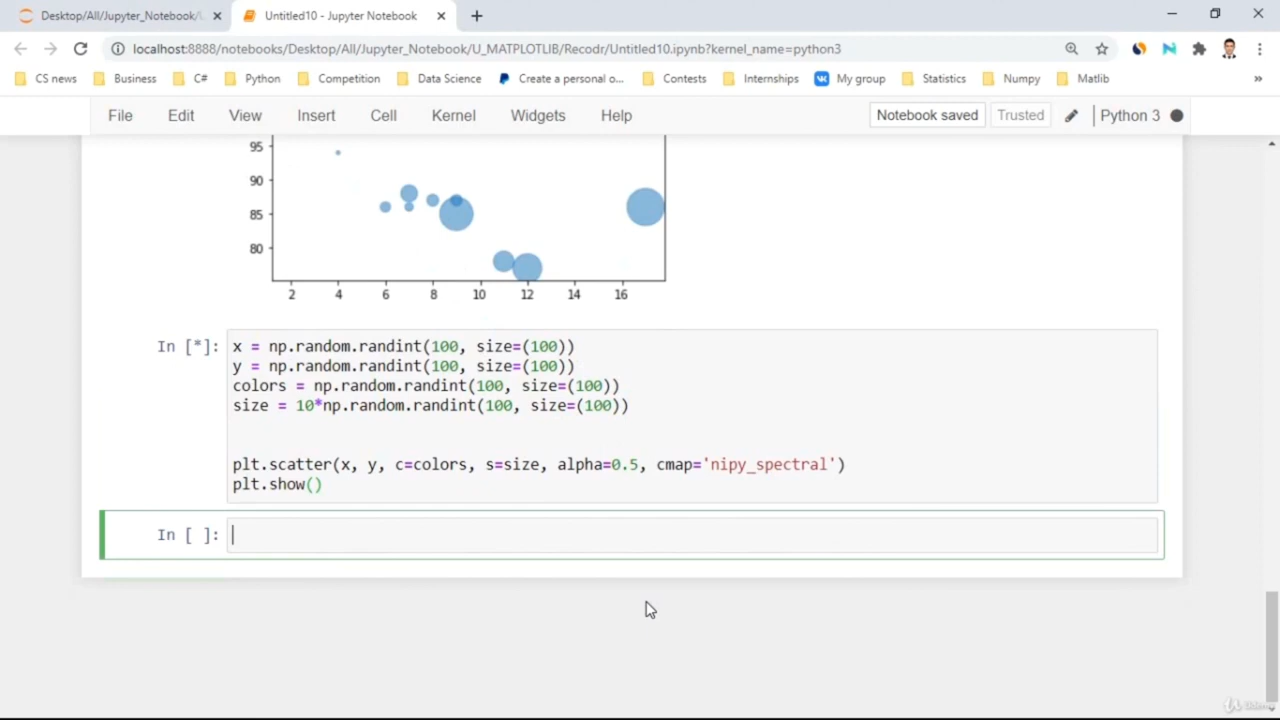 Desktop/All/Jupyter_Notebook/
Untitled10 - Jupyter Notebook
localhost:8888/notebooks/Desktop/All/Jupyter_Notebook/U_MATPLOTLIB/Recodr/Untitled10.ipynb?kernel_name=python3
CS news Business C# Python Competition Data Science Create a personal o... Contests Internships My group Statistics Numpy Matlib »
File Edit View Insert Cell Kernel Widgets Help Notebook saved Trusted Python 3
95
90
85
80
2 4 6 8 10 12 14 16
In [*]: x = np.random.randint(100, size=(100))
y = np.random.randint(100, size=(100))
colors = np.random.randint(100, size=(100))
size = 10*np.random.randint(100, size=(100))
plt.scatter(x, y, c=colors, s=size, alpha=0.5, cmap='nipy_spectral')
plt.show()
In [ ]:
Udemy